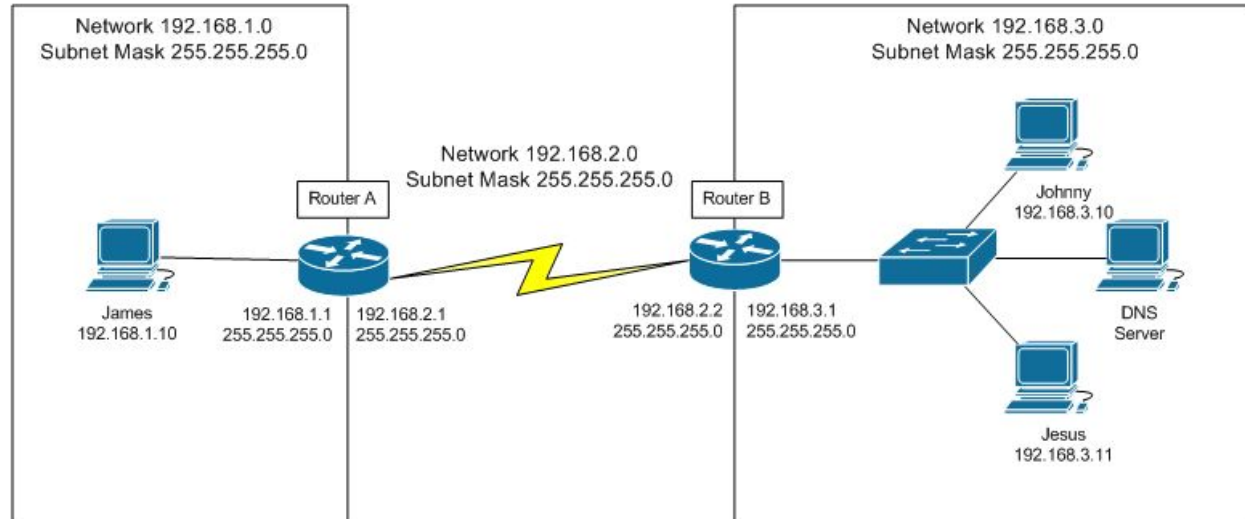 Network 192.168.1.0
Subnet Mask 255.255.255.0
Network 192.168.3.0
Subnet Mask 255.255.255.0
Network 192.168.2.0
Subnet Mask 255.255.255.0
Router A
Router B
James
192.168.1.10
192.168.1.1
255.255.255.0
192.168.2.1
255.255.255.0
192.168.2.2
255.255.255.0
192.168.3.1
255.255.255.0
Johnny
192.168.3.10
DNS
Server
Jesus
192.168.3.11